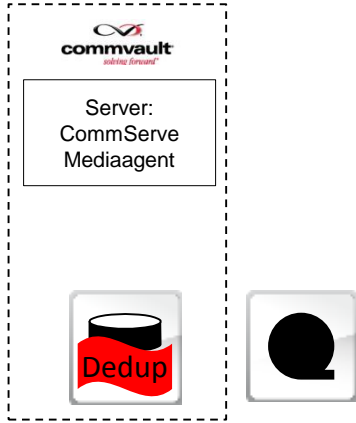 commvault
solving forward®
Server:
CommServe
Mediaagent
Dedup